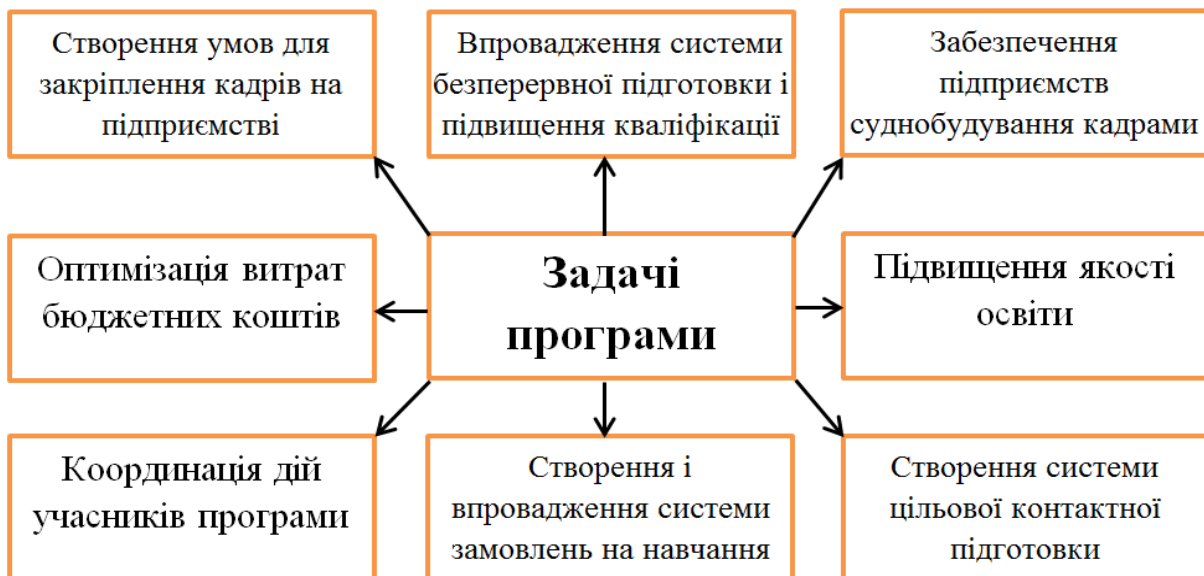 Створення умов для
закріплення кадрів на
підприємстві
Впровадження системи
безперервної підготовки і
підвищення кваліфікації
Забезпечення
підприємств
суднобудування кадрами
Оптимізація витрат
бюджетних коштів
Задачі
програми
Підвищення якості
освіти
Координація дій
учасників програми
Створення і
впровадження системи
замовлень на навчання
Створення системи
цільової контактної
підготовки